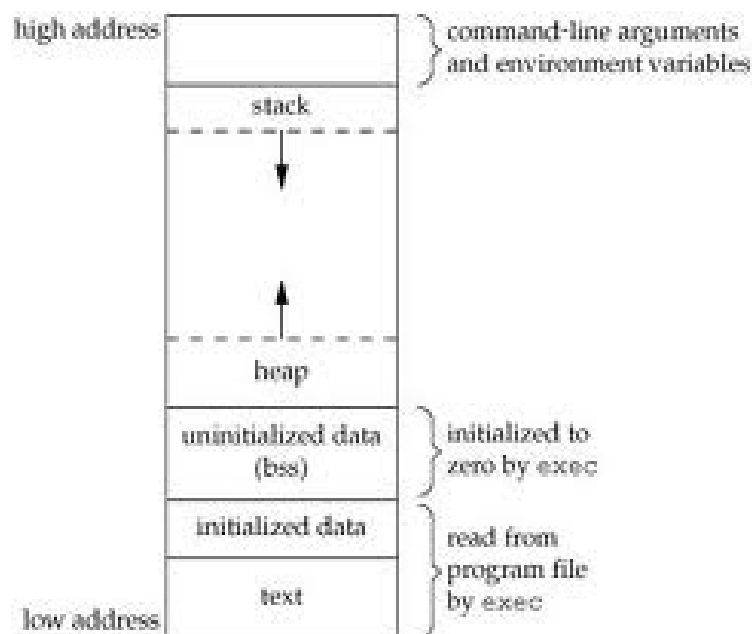 high address
command-line arguments
and environment variables
stack
heap
uninitialized data
(bss)
initialized to
zero by exec
initialized data
read from
program file
by exec
text
low address